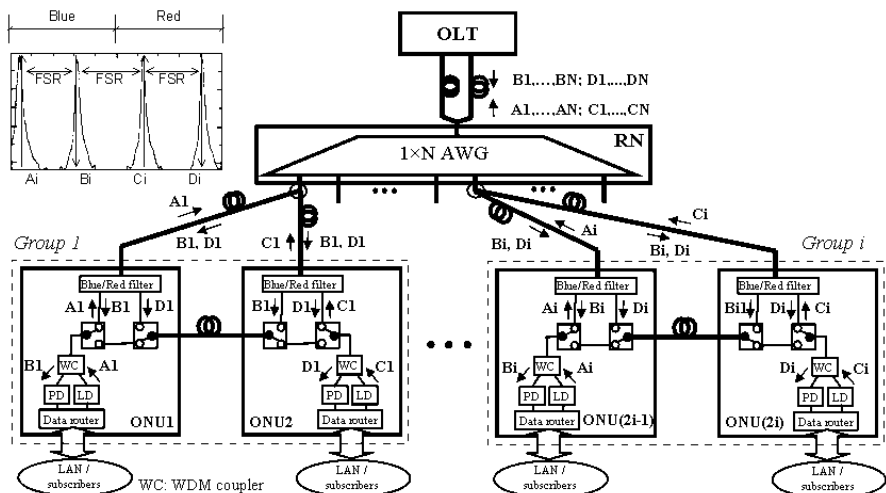 Blue Red
OLT
FSR FSR FSR
B1,...,BN; D1,...,DN
A1,...,AN; C1,...,CN
RN
1×N AWG
Ai Bi Ci Di
A1
B1, D1
C1
B1, D1
Ai
Bi, Di
Ci
Bi, Di
Group 1
Group i
Blue/Red filter
A1 B1 D1
B1 WC A1
PD LD
Data router
ONU1
LAN /
subscribers
Blue/Red filter
B1 D1 C1
D1 WC C1
PD LD
Data router
ONU2
LAN /
subscribers
Blue/Red filter
Ai Bi Di
Bi WC Ai
PD LD
Data router
ONU(2i-1)
LAN /
subscribers
Blue/Red filter
Bi1 Di Ci
Di WC Ci
PD LD
Data router
ONU(2i)
LAN /
subscribers
WC: WDM coupler